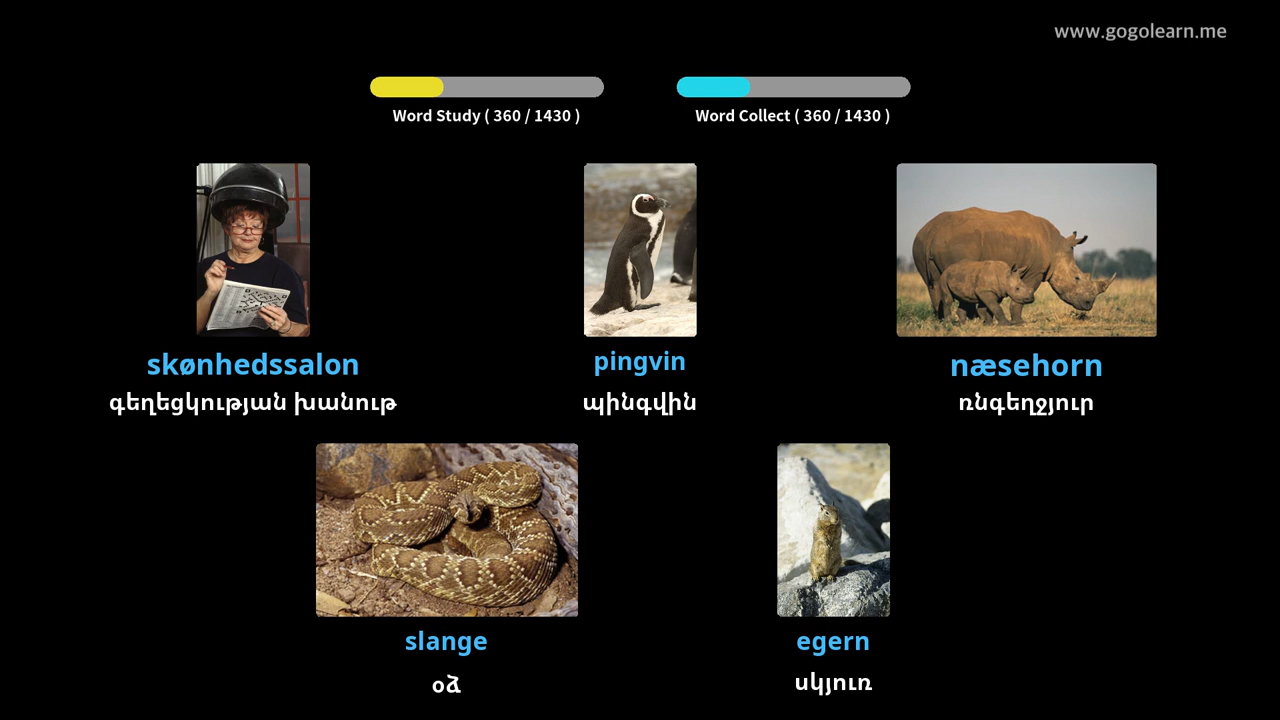 www.gogolearn.me
Word Study ( 360 / 1430 )
Word Collect ( 360 / 1430 )
skønhedssalon
գեղեցկության խանութ
pingvin
պինգվին
næsehorn
ռնգեղջյուր
slange
օձ
egern
սկյուռ